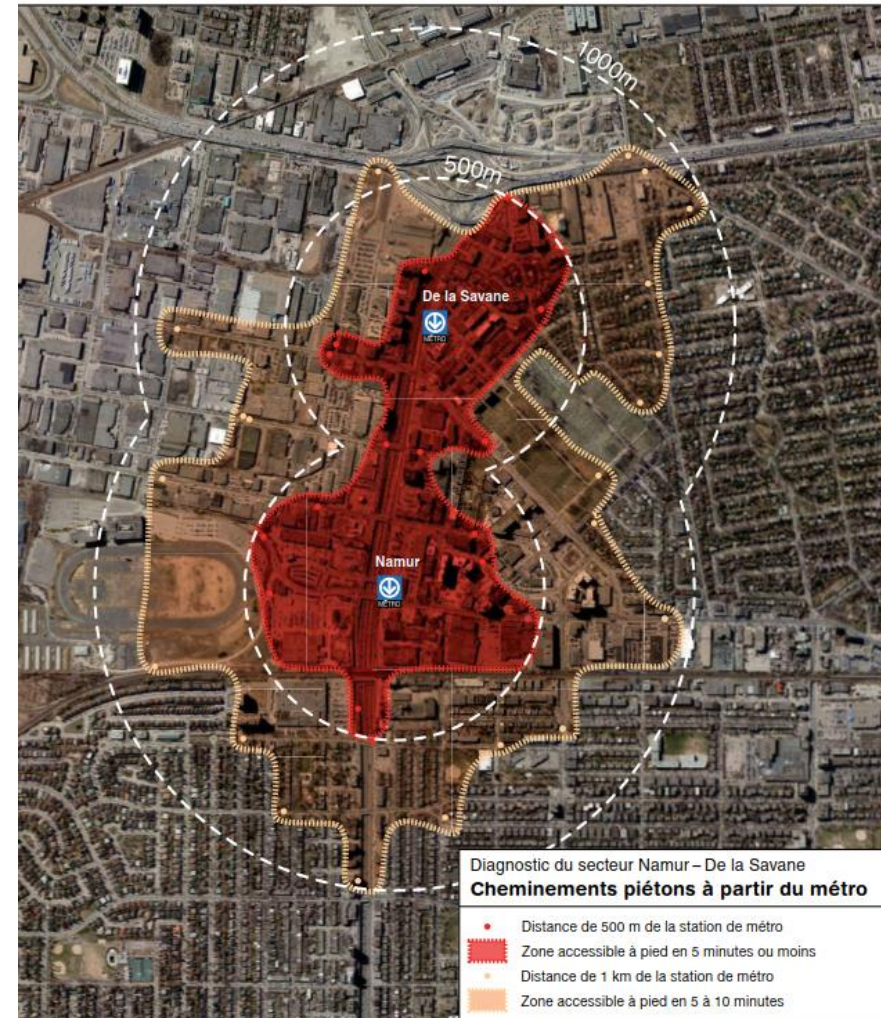 1000m
500m
De la Savane
MÉTRO
Namur
MÉTRO
Diagnostic du secteur Namur – De la Savane
Cheminements piétons à partir du métro
Distance de 500 m de la station de métro
Zone accessible à pied en 5 minutes ou moins
Distance de 1 km de la station de métro
Zone accessible à pied en 5 à 10 minutes